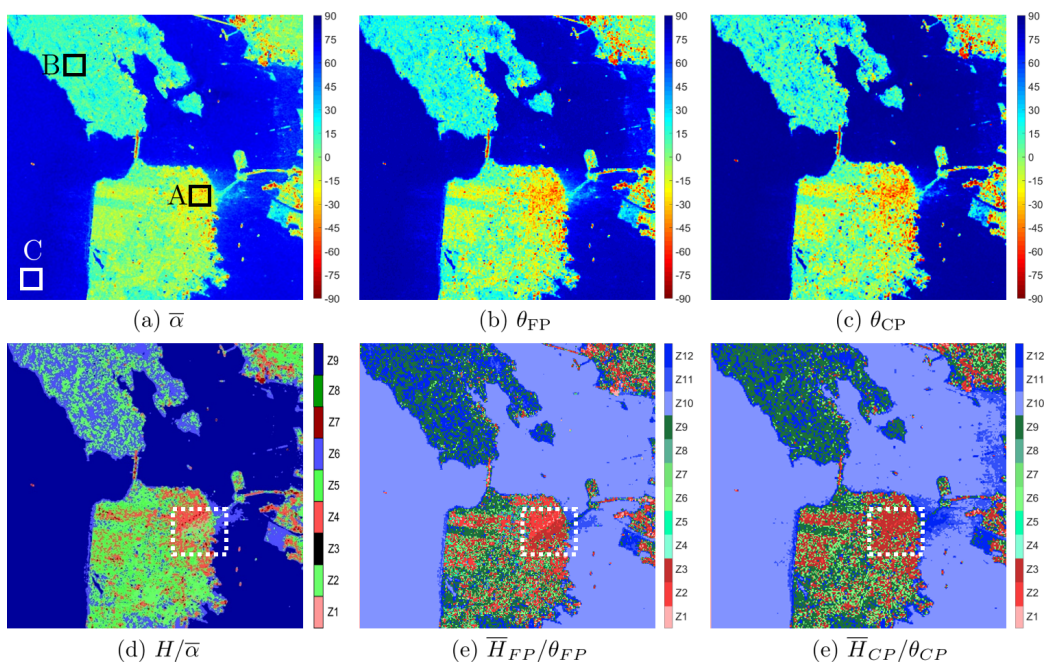 B
A
C
90
75
60
45
30
15
0
-15
-30
-45
-60
-75
-90
90
75
60
45
30
15
0
-15
-30
-45
-60
-75
-90
90
75
60
45
30
15
0
-15
-30
-45
-60
-75
-90
(a) α̅
(b) θ_FP
(c) θ_CP
Z9
Z8
Z7
Z6
Z5
Z4
Z3
Z2
Z1
Z12
Z11
Z10
Z9
Z8
Z7
Z6
Z5
Z4
Z3
Z2
Z1
Z12
Z11
Z10
Z9
Z8
Z7
Z6
Z5
Z4
Z3
Z2
Z1
(d) H/α̅
(e) H̅_FP/θ_FP
(e) H̅_CP/θ_CP